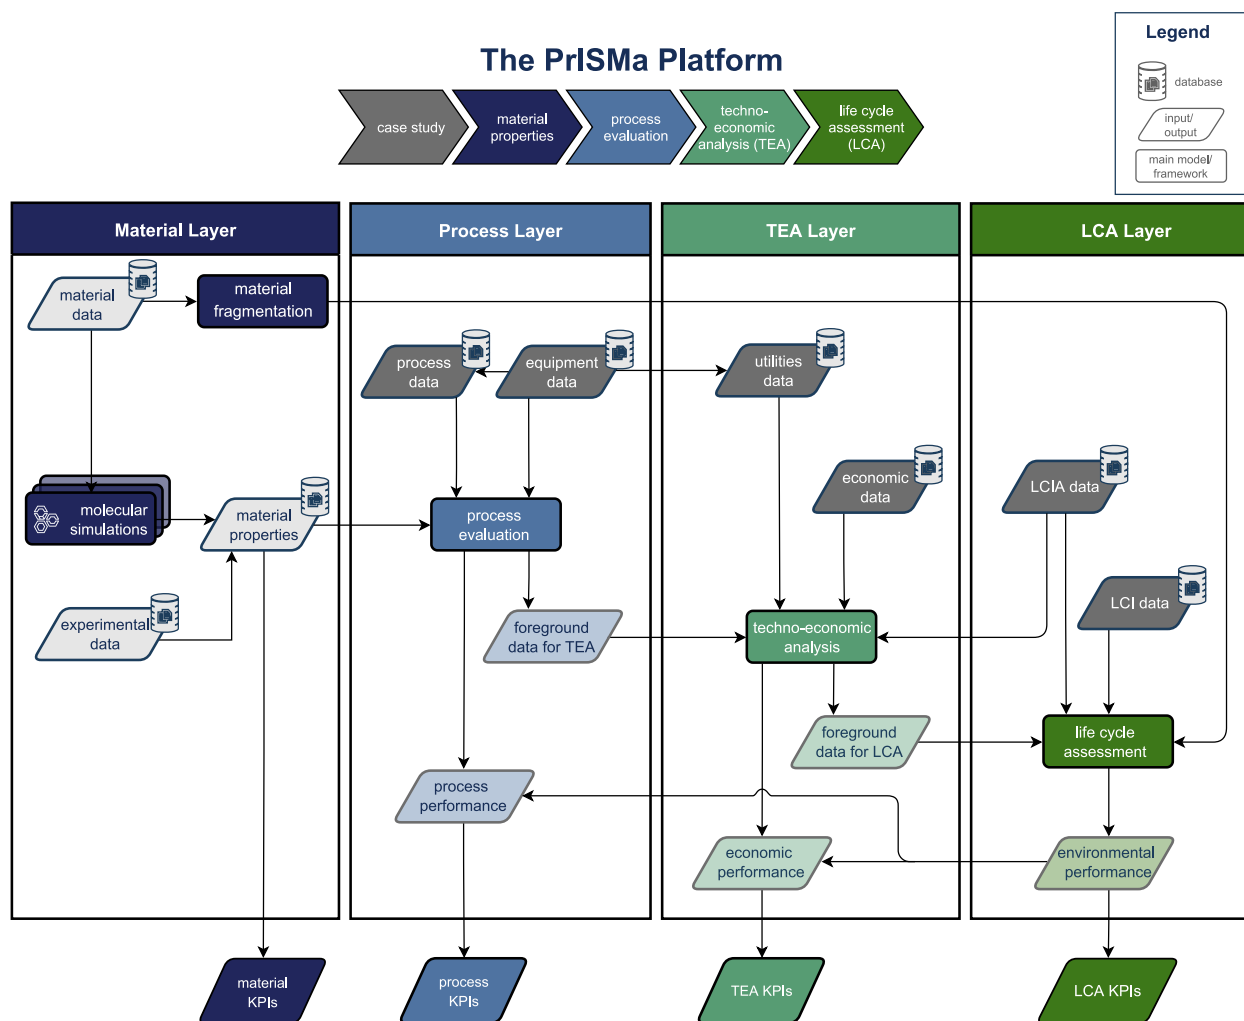 Legend
database
input/
output
main model/
framework
The PrISMa Platform
case study
material
properties
process
evaluation
techno-
economic
analysis (TEA)
life cycle
assessment
(LCA)
Material Layer
Process Layer
TEA Layer
LCA Layer
material
data
material
fragmentation
process
data
equipment
data
utilities
data
economic
data
LCIA data
molecular
simulations
material
properties
process
evaluation
LCI data
experimental
data
foreground
data for TEA
techno-economic
analysis
foreground
data for LCA
life cycle
assessment
process
performance
economic
performance
environmental
performance
material
KPIs
process
KPIs
TEA KPIs
LCA KPIs